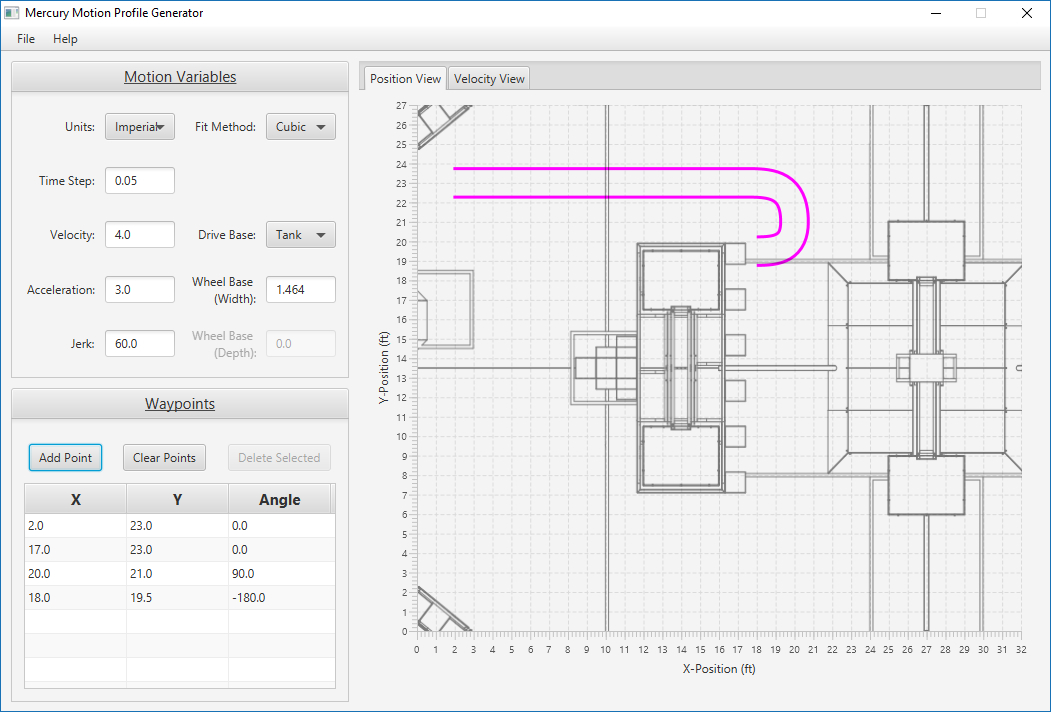 Mercury Motion Profile Generator
File Help
Motion Variables
Units: Imperial Fit Method: Cubic
Time Step: 0.05
Velocity: 4.0 Drive Base: Tank
Acceleration: 3.0 Wheel Base
(Width): 1.464
Jerk: 60.0 Wheel Base
(Depth): 0.0
Waypoints
Add Point Clear Points Delete Selected
X Y Angle
2.0 23.0 0.0
17.0 23.0 0.0
20.0 21.0 90.0
18.0 19.5 -180.0
Position View Velocity View
27
26
25
24
23
22
21
20
19
18
17
16
15
14
13
12
11
10
9
8
7
6
5
4
3
2
1
0
Y-Position (ft)
0 1 2 3 4 5 6 7 8 9 10 11 12 13 14 15 16 17 18 19 20 21 22 23 24 25 26 27 28 29 30 31 32
X-Position (ft)